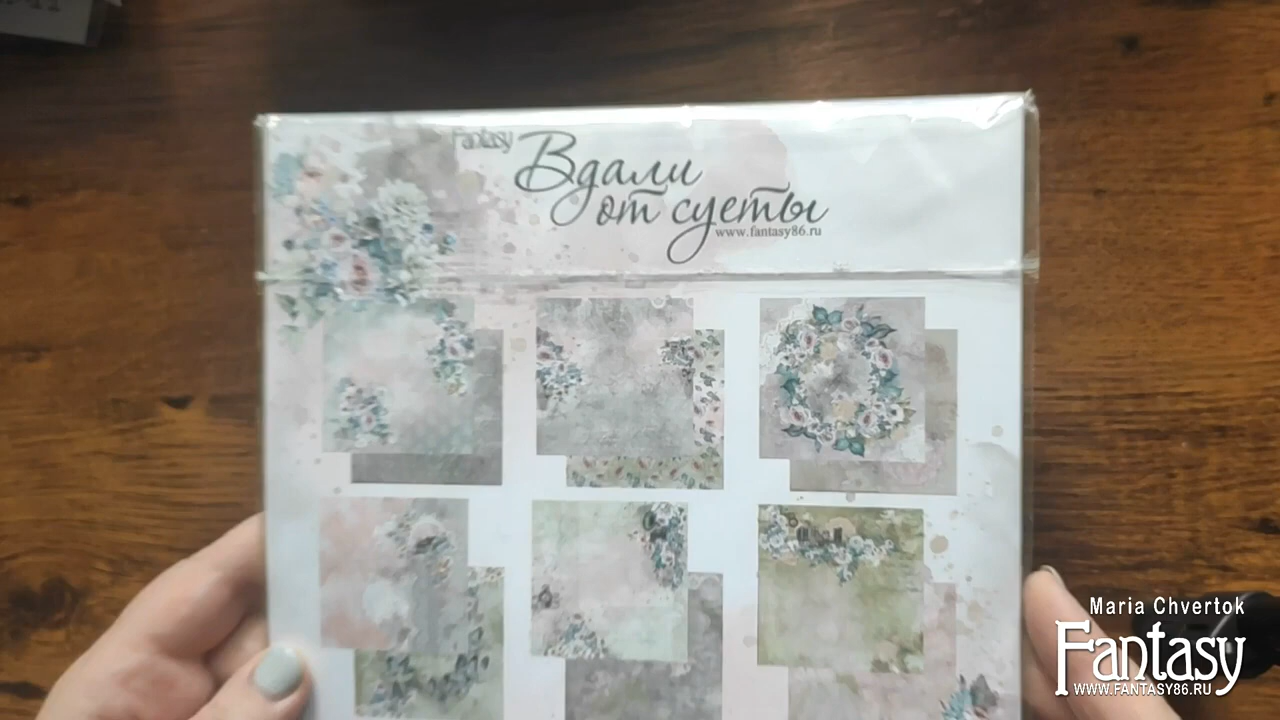 Fantasy
Вдали
от суеты
www.fantasy86.ru
Maria Chvertok
Fantasy
WWW.FANTASY86.RU